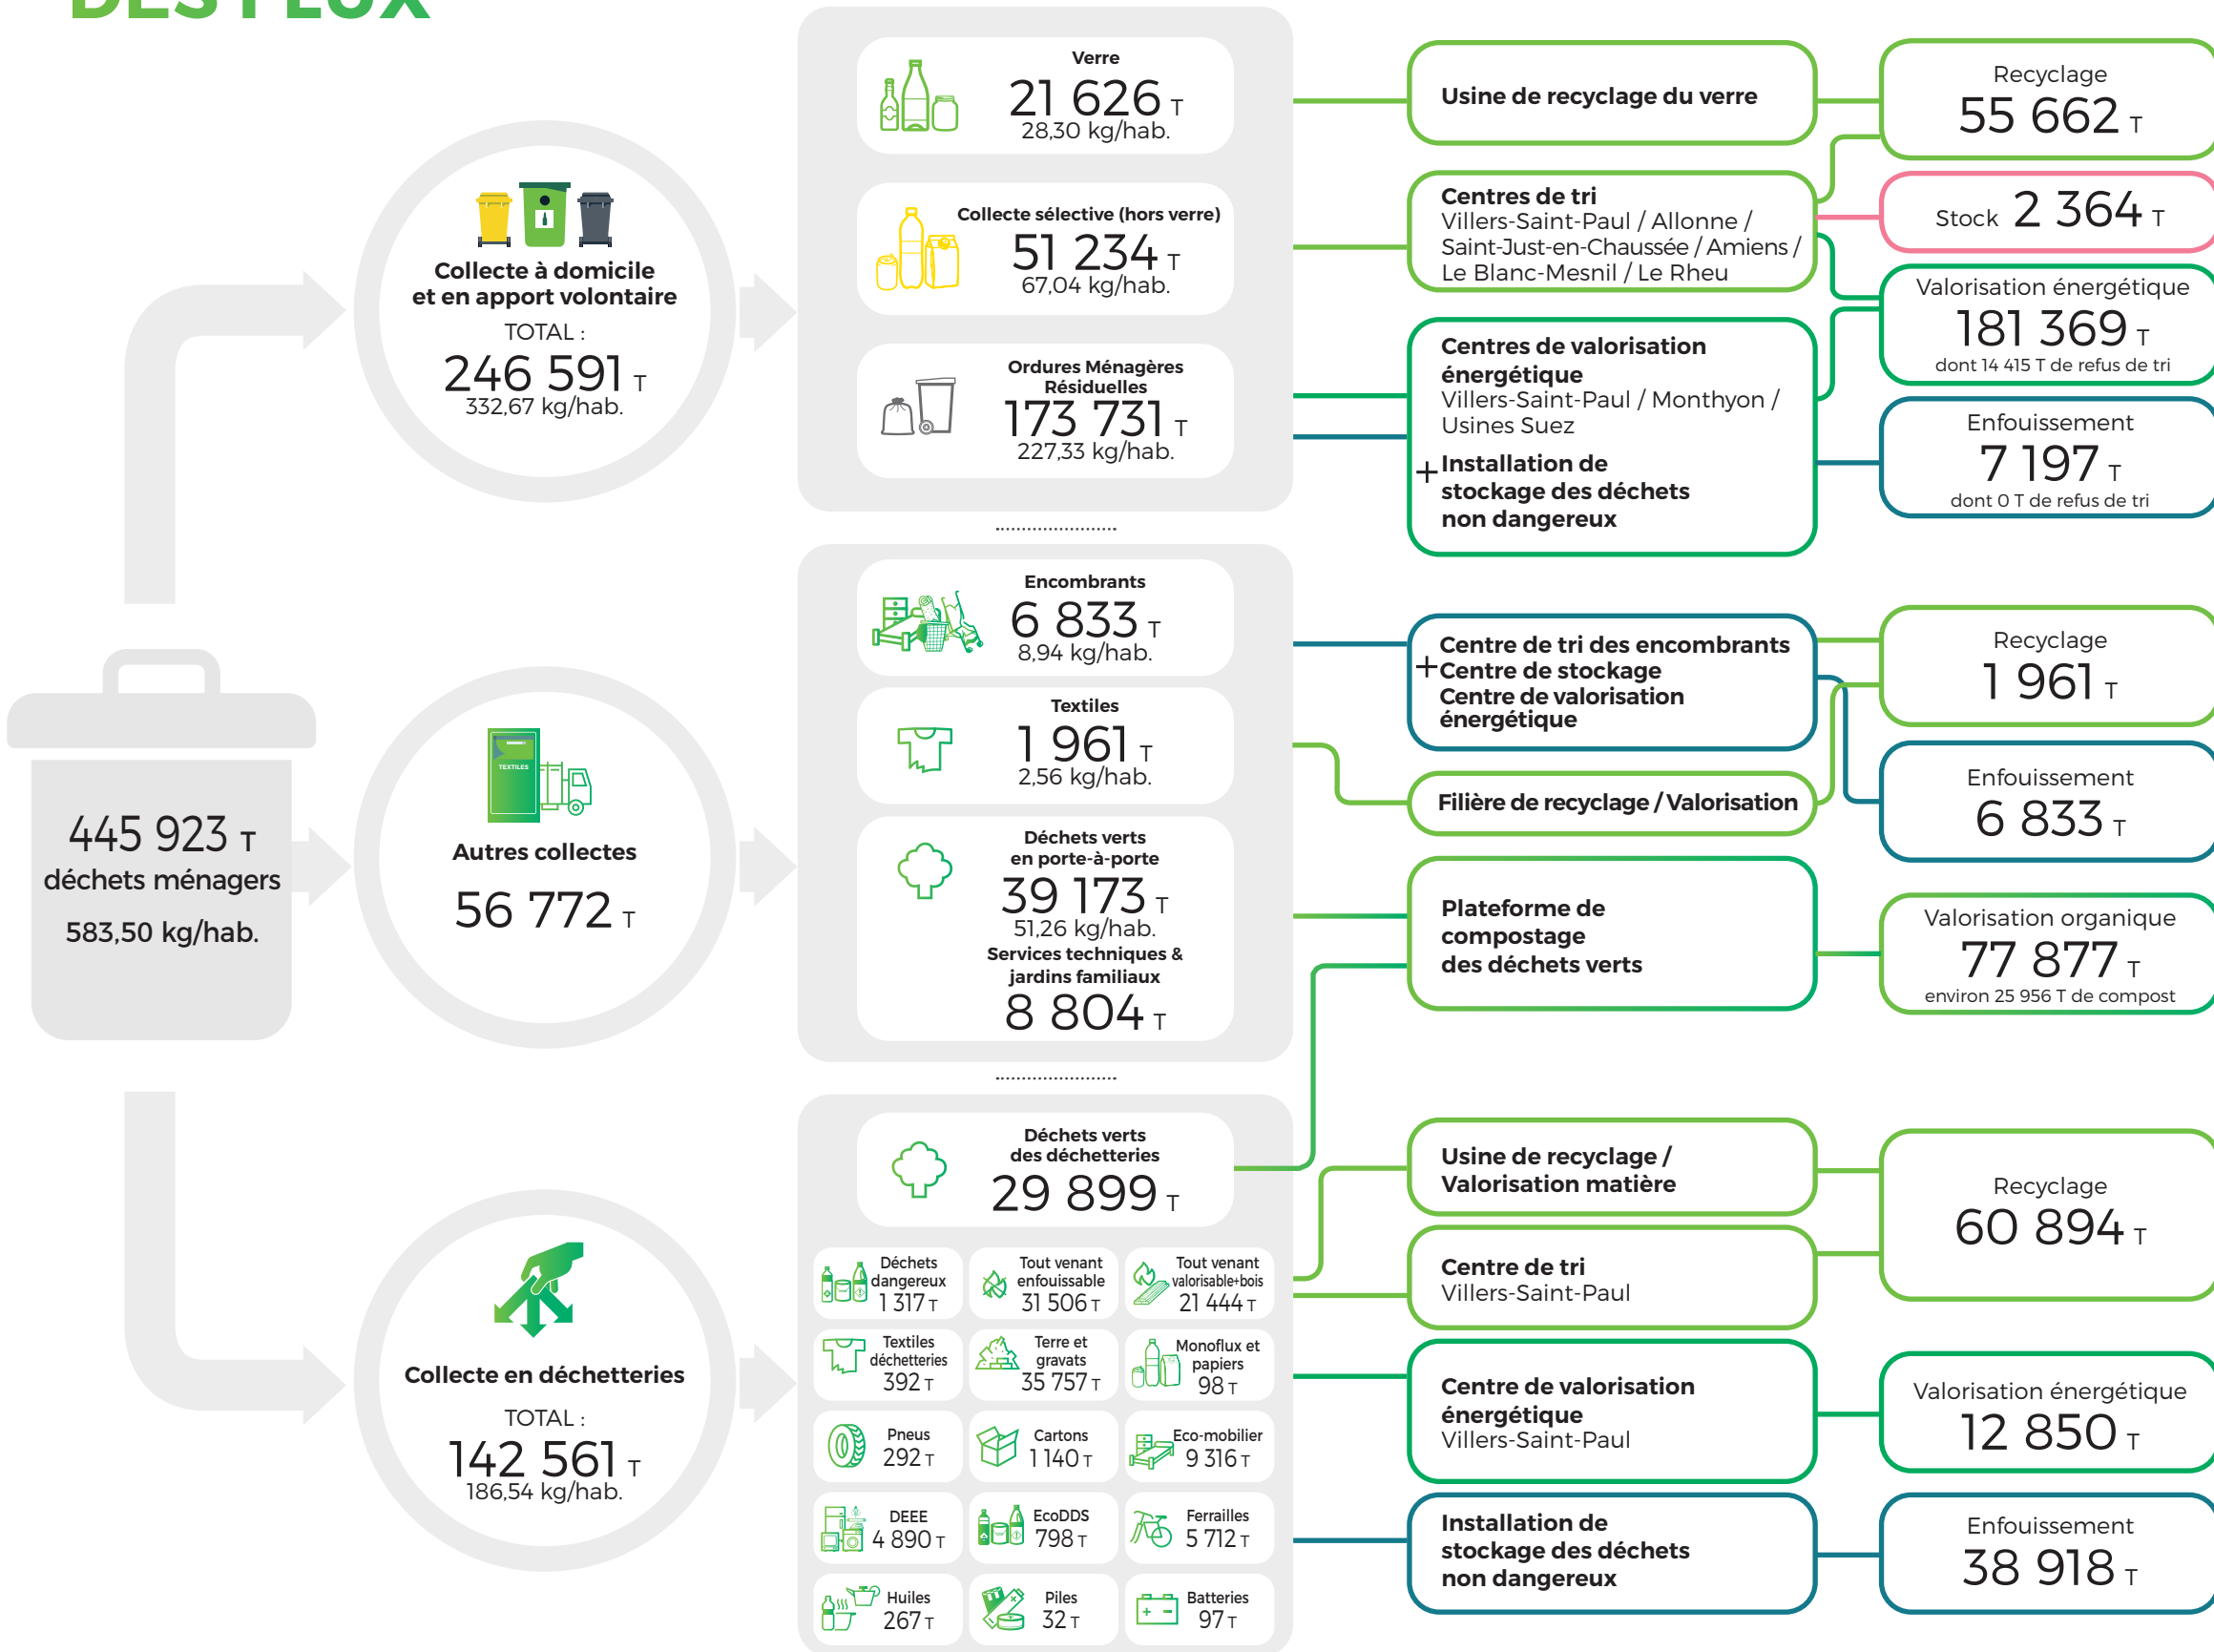 DES FLUX
445 923 T
déchets ménagers
583,50 kg/hab.
Collecte à domicile
et en apport volontaire
TOTAL :
246 591 T
332,67 kg/hab.
Verre
21 626 T
28,30 kg/hab.
Collecte sélective (hors verre)
51 234 T
67,04 kg/hab.
Ordures Ménagères
Résiduelles
173 731 T
227,33 kg/hab.
Usine de recyclage du verre
Centres de tri
Villers-Saint-Paul / Allonne /
Saint-Just-en-Chaussée / Amiens /
Le Blanc-Mesnil / Le Rheu
Centres de valorisation
énergétique
Villers-Saint-Paul / Monthyon /
Usines Suez
+ Installation de
stockage des déchets
non dangereux
Recyclage
55 662 T
Stock 2 364 T
Valorisation énergétique
181 369 T
dont 14 415 T de refus de tri
Enfouissement
7 197 T
dont 0 T de refus de tri
TEXTILES
Autres collectes
56 772 T
Encombrants
6 833 T
8,94 kg/hab.
Textiles
1 961 T
2,56 kg/hab.
Déchets verts
en porte-à-porte
39 173 T
51,26 kg/hab.
Services techniques &
jardins familiaux
8 804 T
Centre de tri des encombrants
+ Centre de stockage
Centre de valorisation
énergétique
Filière de recyclage / Valorisation
Plateforme de
compostage
des déchets verts
Recyclage
1 961 T
Enfouissement
6 833 T
Valorisation organique
77 877 T
environ 25 956 T de compost
Collecte en déchetteries
TOTAL :
142 561 T
186,54 kg/hab.
Déchets verts
des déchetteries
29 899 T
Déchets
dangereux
1 317 T
Tout venant
enfouissable
31 506 T
Tout venant
valorisable+bois
21 444 T
Textiles
déchetteries
392 T
Terre et
gravats
35 757 T
Monoflux et
papiers
98 T
Pneus
292 T
Cartons
1 140 T
Eco-mobilier
9 316 T
DEEE
4 890 T
EcoDDS
798 T
Ferrailles
5 712 T
Huiles
267 T
Piles
32 T
Batteries
97 T
Usine de recyclage /
Valorisation matière
Centre de tri
Villers-Saint-Paul
Centre de valorisation
énergétique
Villers-Saint-Paul
Installation de
stockage des déchets
non dangereux
Recyclage
60 894 T
Valorisation énergétique
12 850 T
Enfouissement
38 918 T